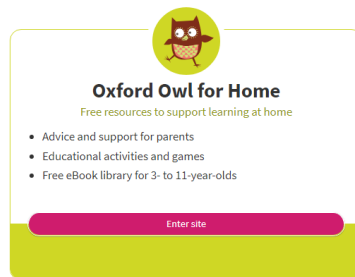 Oxford Owl for Home
Free resources to support learning at home
• Advice and support for parents
• Educational activities and games
• Free eBook library for 3- to 11-year-olds
Enter site